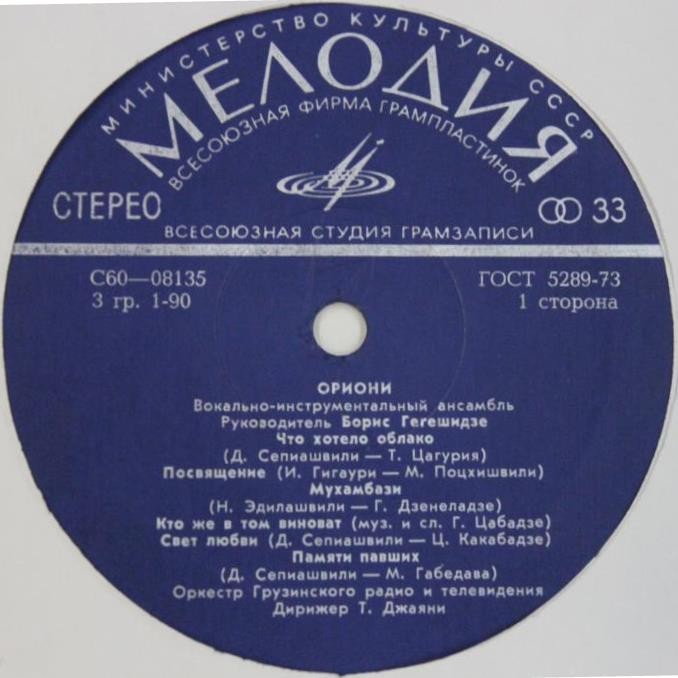 МИНИСТЕРСТВО КУЛЬТУРЫ СССР
МЕЛОДИЯ
ВСЕСОЮЗНАЯ ФИРМА ГРАМПЛАСТИНОК
СТЕРЕО
33
ВСЕСОЮЗНАЯ СТУДИЯ ГРАМЗАПИСИ
С60—08135
ГОСТ 5289-73
3 гр. 1-90
1 сторона
ОРИОНИ
Вокально-инструментальный ансамбль
Руководитель Борис Гегешидзе
Что хотело облако
(Д. Сепиашвили — Т. Цагурия)
Посвящение (И. Гигаури — М. Поцхишвили)
Мухамбази
(Н. Эдилашвили — Г. Дзенеладзе)
Кто же в том виноват (муз. и сл. Г. Цабадзе)
Свет любви (Д. Сепиашвили — Ц. Какабадзе)
Памяти павших
(Д. Сепиашвили — М. Габедава)
Оркестр Грузинского радио и телевидения
Дирижер Т. Джаяни